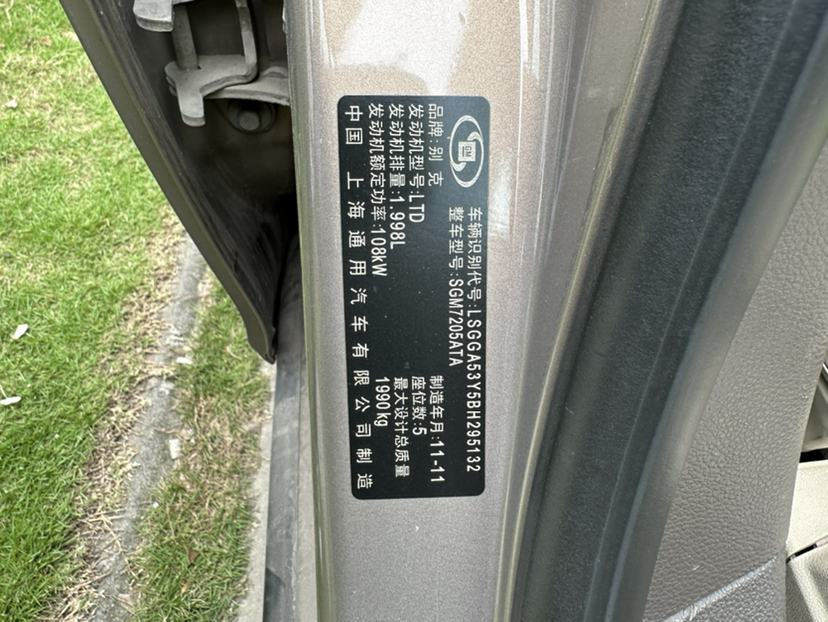 GM
车辆识别代号:LSGGA53Y5BH295132
整车型号:SGM7205ATA
品牌:别克
制造年月:11-11
发动机型号:LTD
座位数:5
发动机排量:1.998L
最大设计总质量
发动机额定功率:108kW
1990kg
中国 上海通用汽车有限公司制造